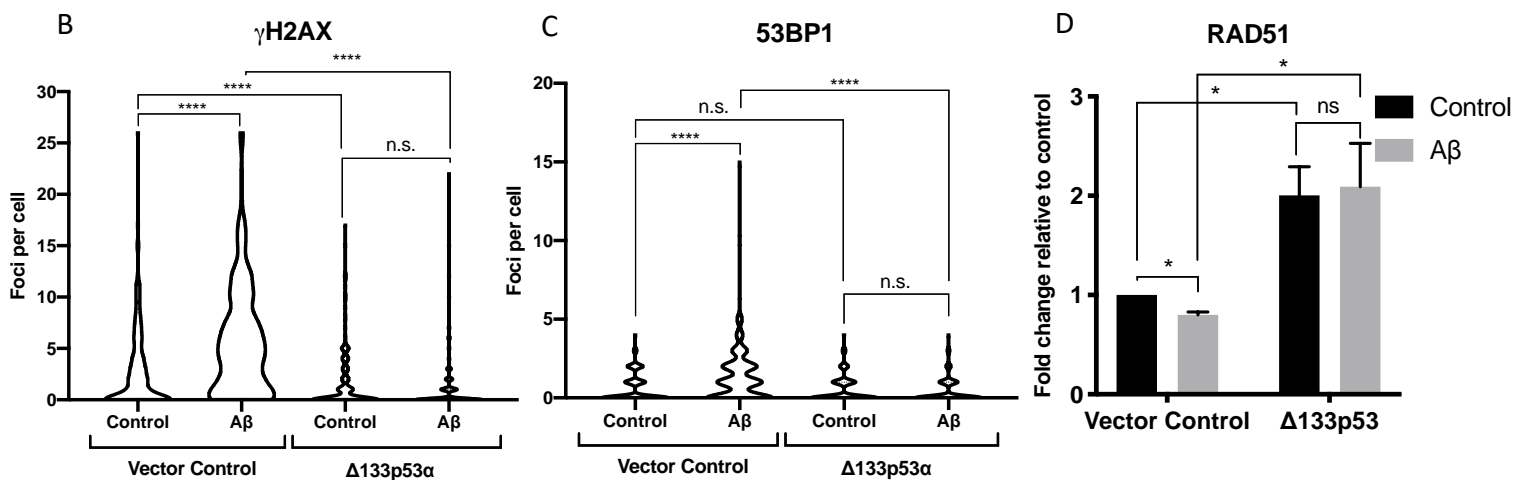 B
γH2AX
****
****
****
n.s.
30
25
20
15
10
5
0
Foci per cell
Control
Aβ
Control
Aβ
Vector Control
Δ133p53α
C
53BP1
****
n.s.
****
n.s.
20
15
10
5
0
Foci per cell
Control
Aβ
Control
Aβ
Vector Control
Δ133p53α
D
RAD51
*
*
ns
*
3
2
1
0
Fold change relative to control
Vector Control
Δ133p53
Control
Aβ